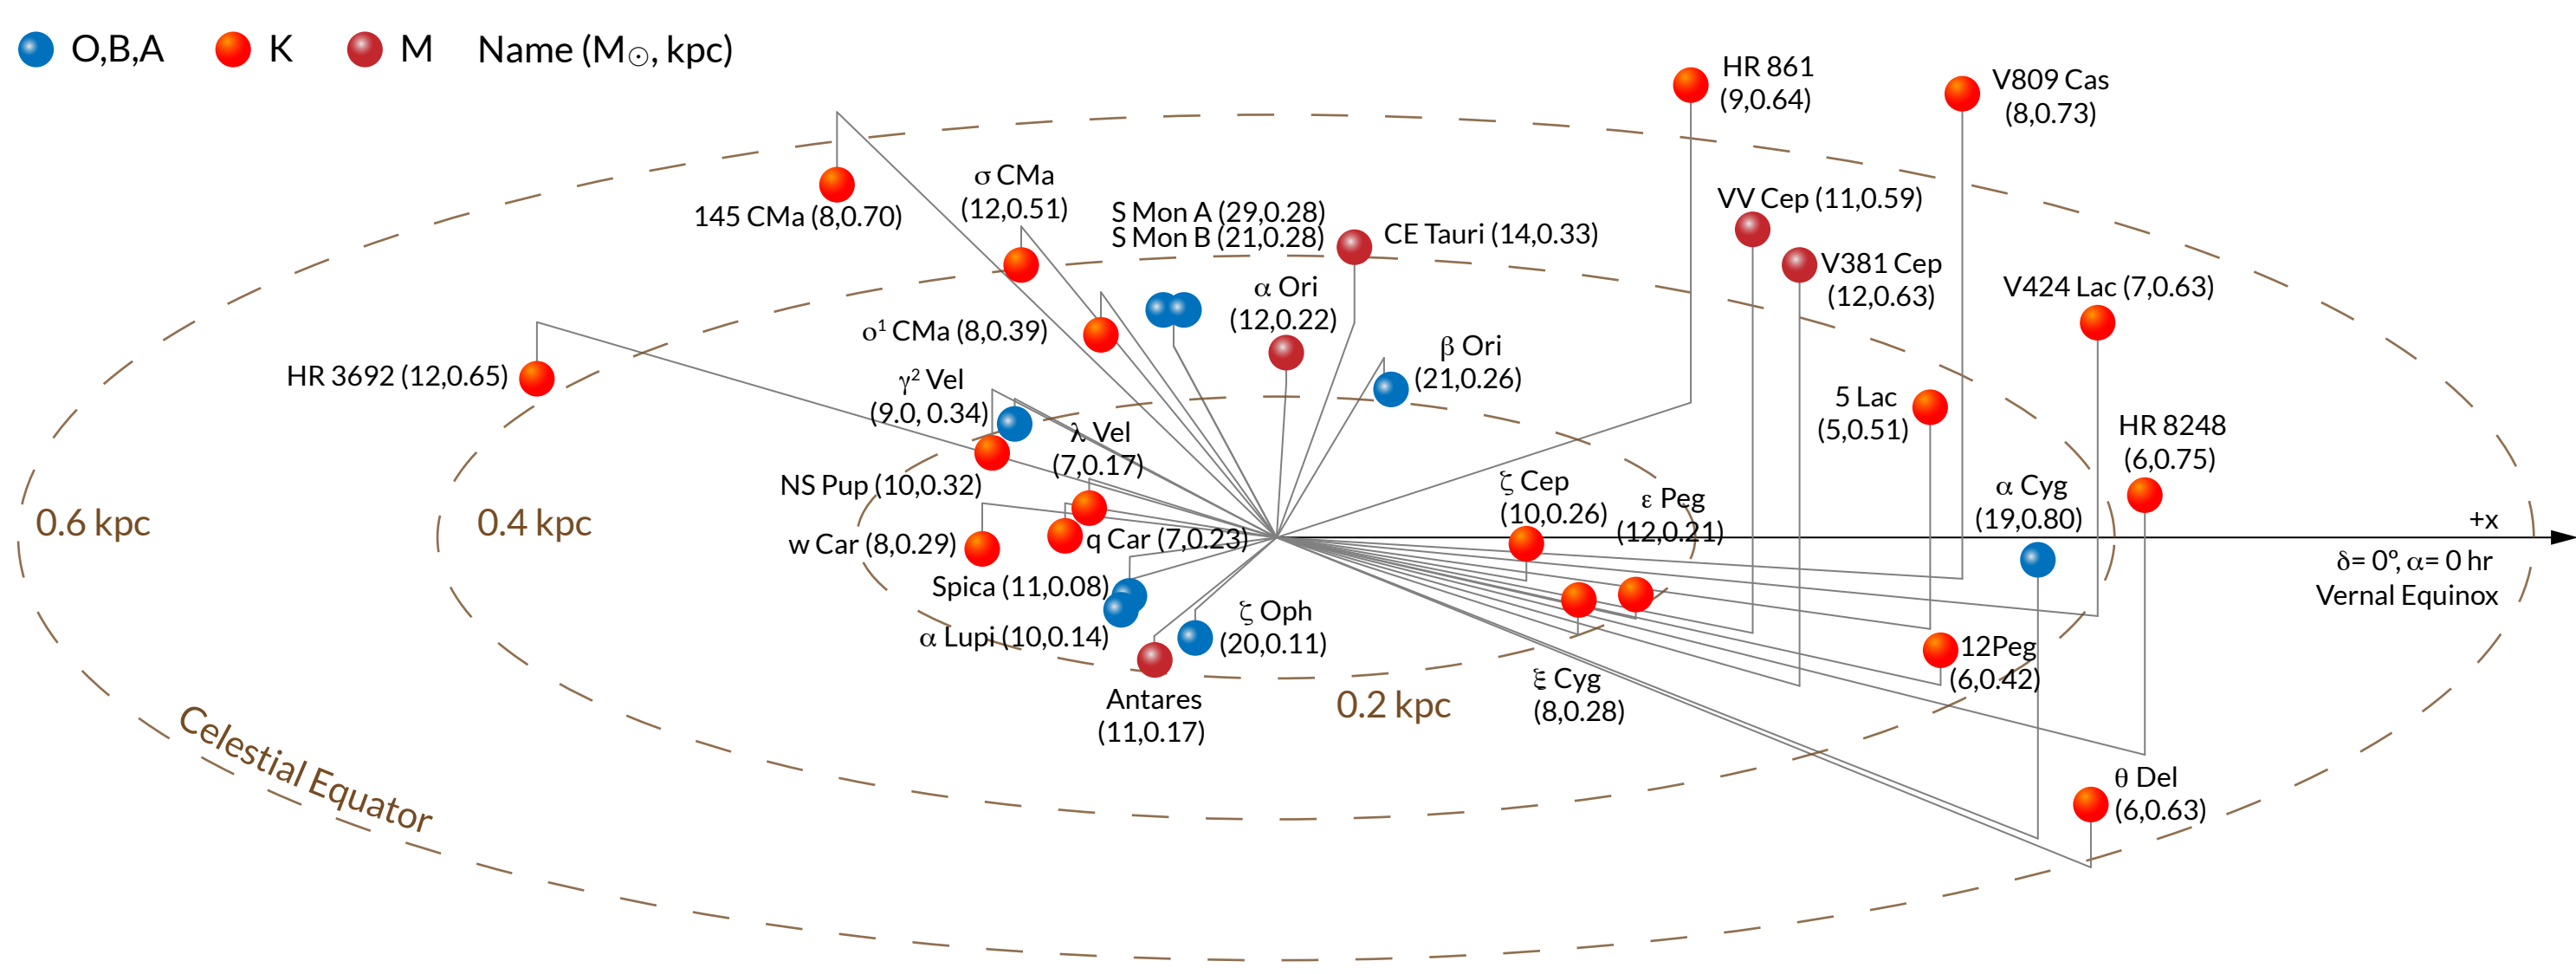 O,B,A K M Name (M☉, kpc)
HR 861
(9,0.64)
V809 Cas
(8,0.73)
σ CMa
(12,0.51)
145 CMa (8,0.70)
S Mon A (29,0.28)
S Mon B (21,0.28)
CE Tauri (14,0.33)
VV Cep (11,0.59)
V381 Cep
(12,0.63)
V424 Lac (7,0.63)
α Ori
(12,0.22)
ο¹ CMa (8,0.39)
β Ori
(21,0.26)
HR 3692 (12,0.65)
γ² Vel
(9.0, 0.34)
λ Vel
(7,0.17)
5 Lac
(5,0.51)
HR 8248
(6,0.75)
NS Pup (10,0.32)
ζ Cep
(10,0.26)
ε Peg
(12,0.21)
α Cyg
(19,0.80)
0.6 kpc
0.4 kpc
+x
w Car (8,0.29)
q Car (7,0.23)
δ= 0º, α= 0 hr
Vernal Equinox
Spica (11,0.08)
α Lupi (10,0.14)
ζ Oph
(20,0.11)
12Peg
(6,0.42)
Antares
(11,0.17)
0.2 kpc
ξ Cyg
(8,0.28)
Celestial Equator
θ Del
(6,0.63)